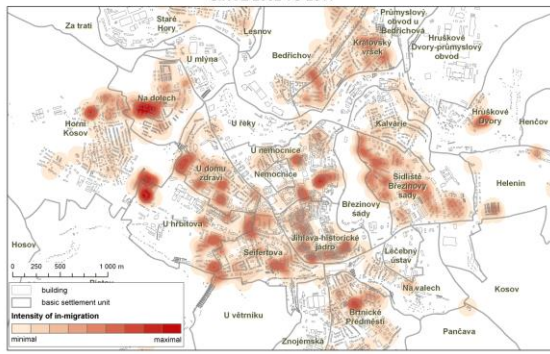 Za tratí
Staré
Hory
Lesnov
Průmyslový
obvod u
Bedřichova
Hruškové
Dvory-průmyslový
obvod
Bedřichov
Královský
vršek
U mlýna
Na dolech
Horní
Kosov
U řeky
Kalvárie
Hruškové
Dvory
Henčov
U nemocnice
Nemocnice
U domu
zdraví
Sídliště
Březinovy
sady
Helenín
Březinovy
sady
U hřbitova
Jihlava-historické
jádro
Hosov
Seifertova
Léčebný
ústav
0 250 500 1 000 m
Na valech
Kosov
building
basic settlement unit
U větrníku
Brtnické
Předměstí
Intensity of in-migration
minimal maximal
Znojemská
Pančava